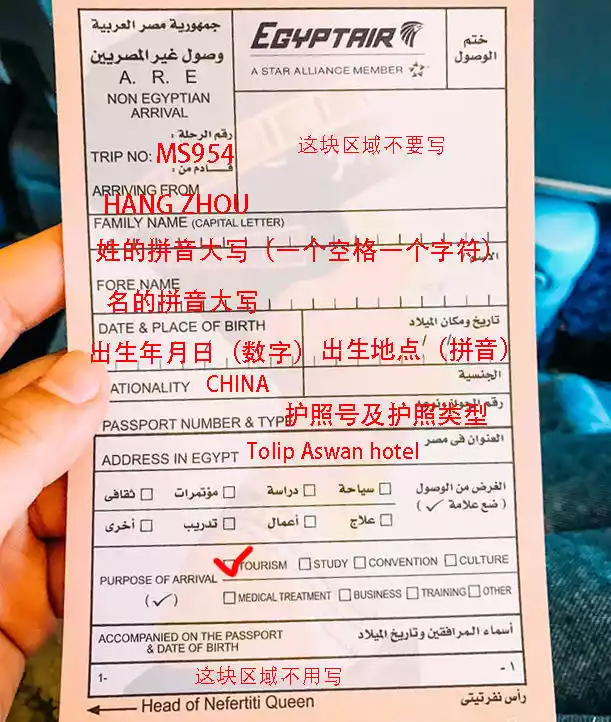 جمهورية مصر العربية
وصول غير المصريين
A. R. E
NON EGYPTIAN
ARRIVAL
EGYPTAIR
A STAR ALLIANCE MEMBER
ختم
الوصول
رقم الرحلة :
TRIP NO: MS954
这块区域不要写
قادم من :
ARRIVING FROM
HANG ZHOU
FAMILY NAME (CAPITAL LETTER)
姓的拼音大写（一个空格一个字符）
FORE NAME
名的拼音大写
DATE & PLACE OF BIRTH
تاريخ ومكان الميلاد
出生年月日（数字） 出生地点（拼音）
ATIONALITY CHINA
الجنسية
PASSPORT NUMBER & TYPE 护照号及护照类型
العنوان فى مصر
ADDRESS IN EGYPT Tolip Aswan hotel
الغرض من الوصول
( ضع علامة ✓ )
سياحة دراسة مؤتمرات ثقافى
علاج أعمال تدريب أخرى
PURPOSE OF ARRIVAL
(✓)
TOURISM STUDY CONVENTION CULTURE
MEDICAL TREATMENT BUSINESS TRAINING OTHER
ACCOMPANIED ON THE PASSPORT
& DATE OF BIRTH
أسماء المرافقين وتاريخ الميلاد
1- 这块区域不用写 ١-
Head of Nefertiti Queen
رأس نفرتيتى